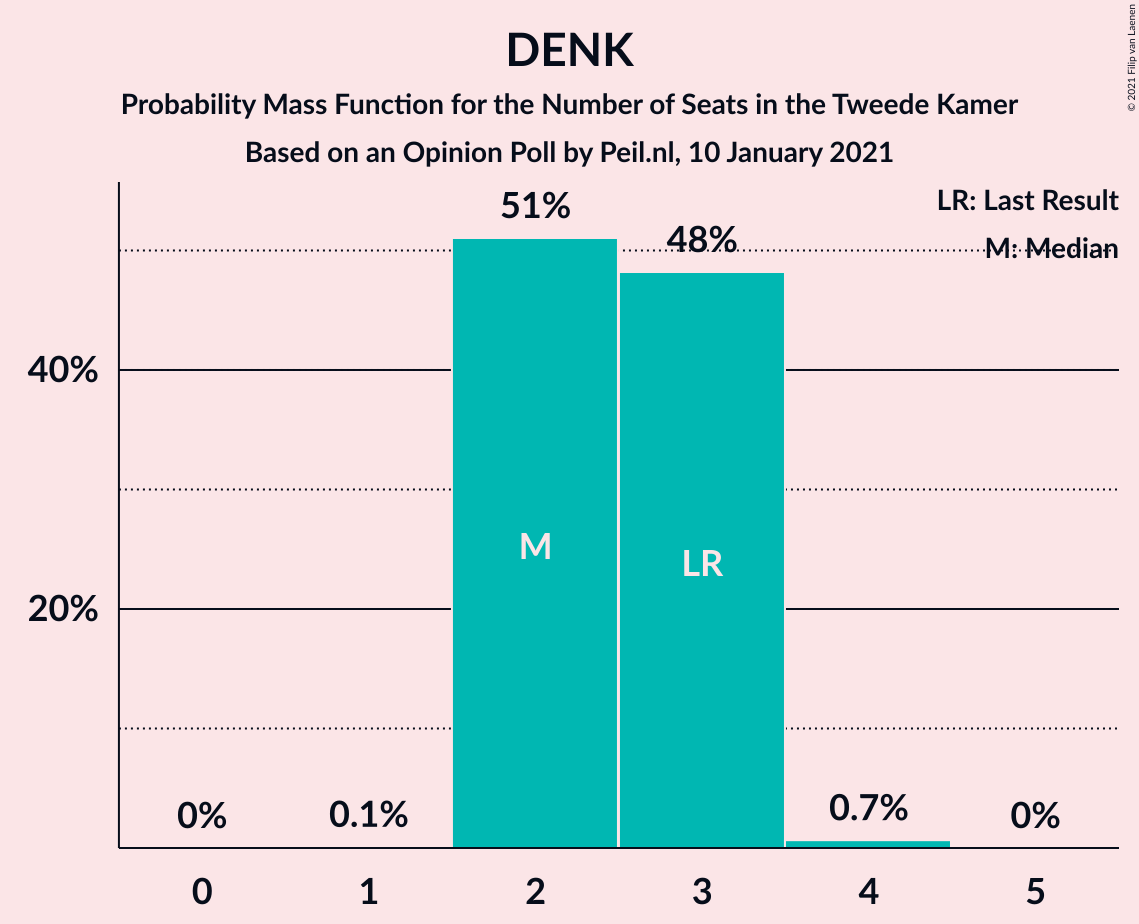 DENK
Probability Mass Function for the Number of Seats in the Tweede Kamer
Based on an Opinion Poll by Peil.nl, 10 January 2021
© 2021 Filip van Laenen
LR: Last Result
M: Median
51%
48%
40%
20%
M
LR
0%
0.1%
0.7%
0%
0
1
2
3
4
5